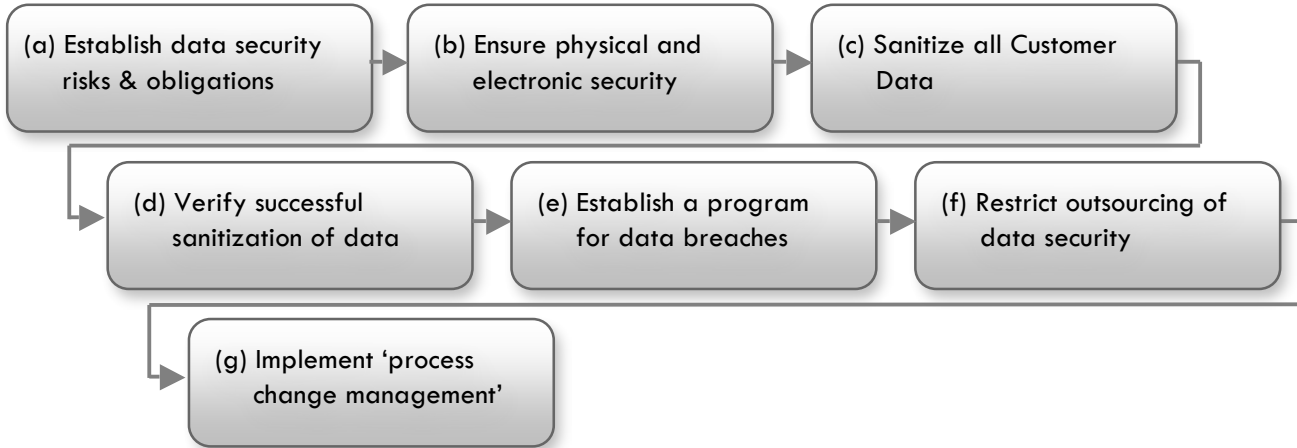 (a) Establish data security
risks & obligations
(b) Ensure physical and
electronic security
(c) Sanitize all Customer
Data
(d) Verify successful
sanitization of data
(e) Establish a program
for data breaches
(f) Restrict outsourcing of
data security
(g) Implement ‘process
change management’